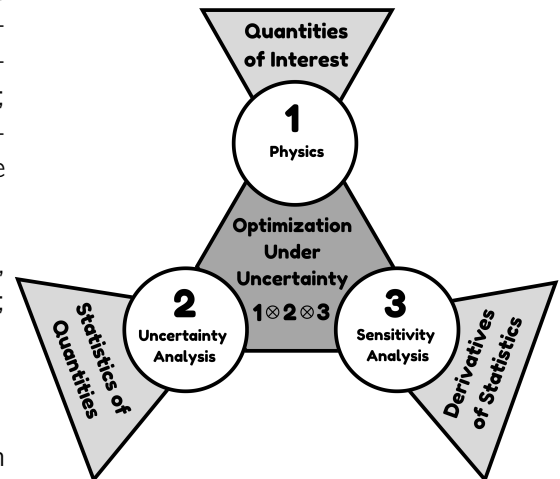 Quantities
of Interest
1
Physics
Optimization
Under
Uncertainty
1⊗2⊗3
2
Uncertainty
Analysis
3
Sensitivity
Analysis
Statistics of
Quantities
Derivatives
of Statistics